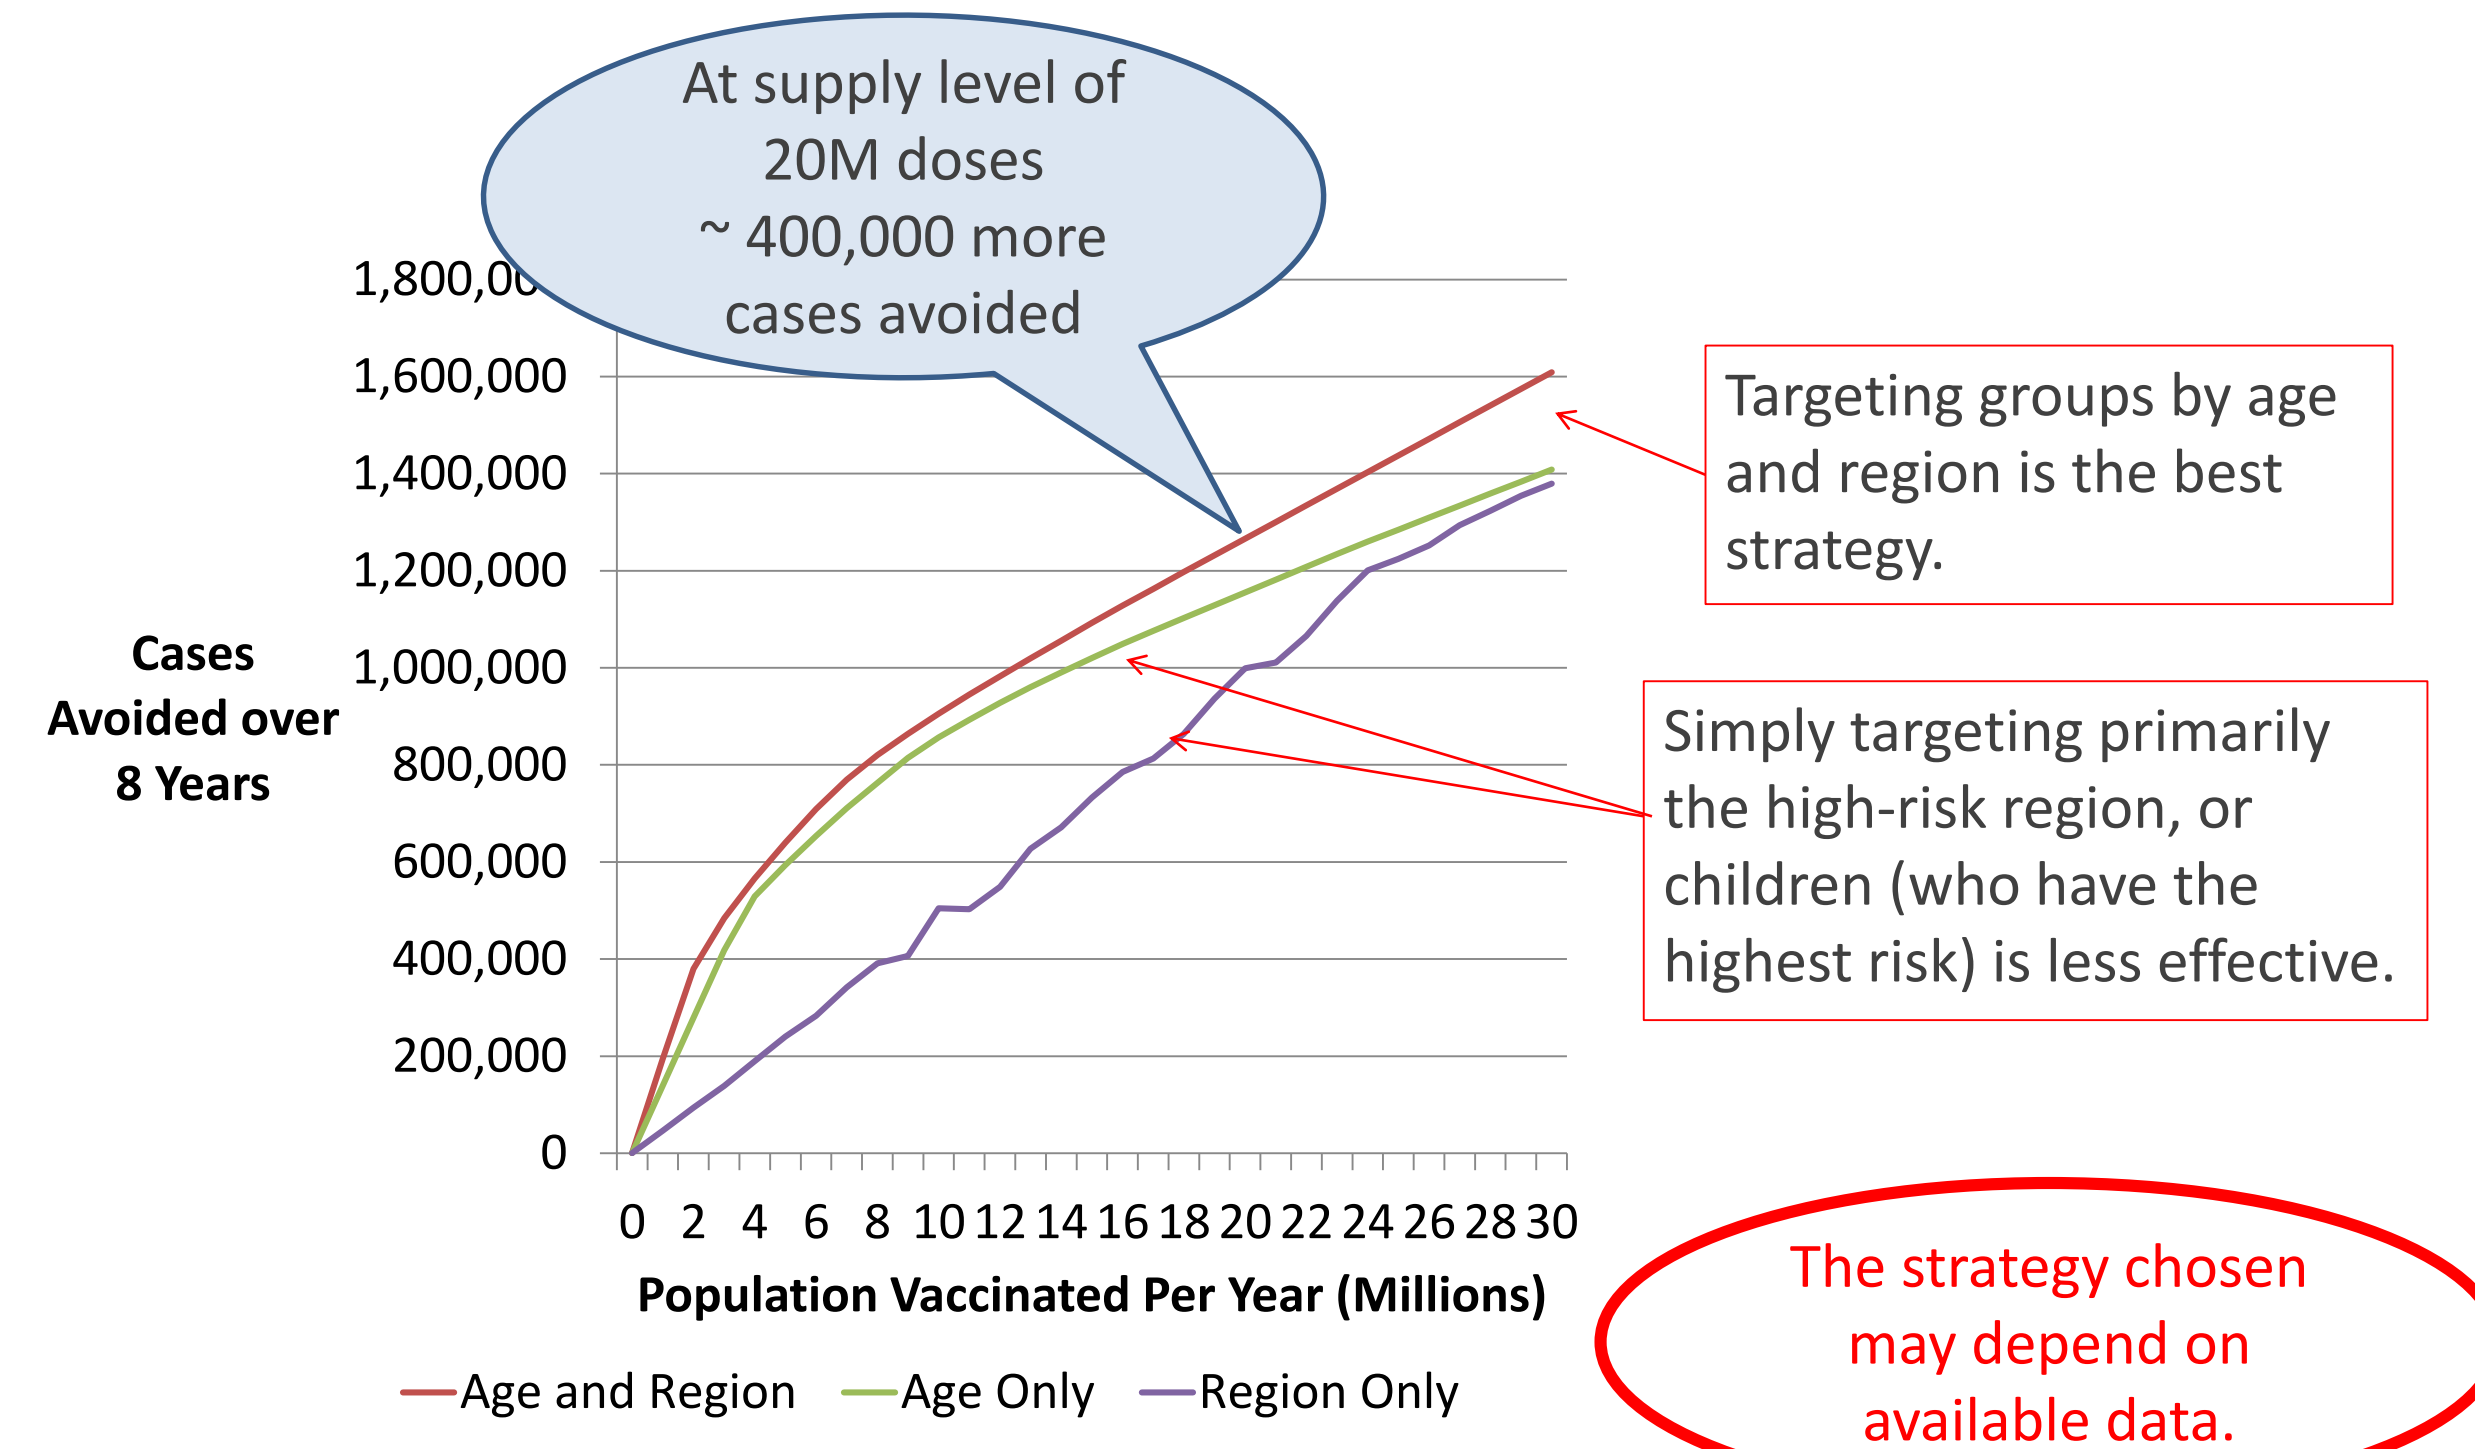 At supply level of
20M doses
~ 400,000 more
cases avoided
1,600,000
1,400,000
1,200,000
1,000,000
800,000
600,000
400,000
200,000
0
Cases
Avoided over
8 Years
Targeting groups by age
and region is the best
strategy.
Simply targeting primarily
the high-risk region, or
children (who have the
highest risk) is less effective.
0 2 4 6 8 10 12 14 16 18 20 22 24 26 28 30
Population Vaccinated Per Year (Millions)
Age and Region Age Only Region Only
The strategy chosen
may depend on
available data.